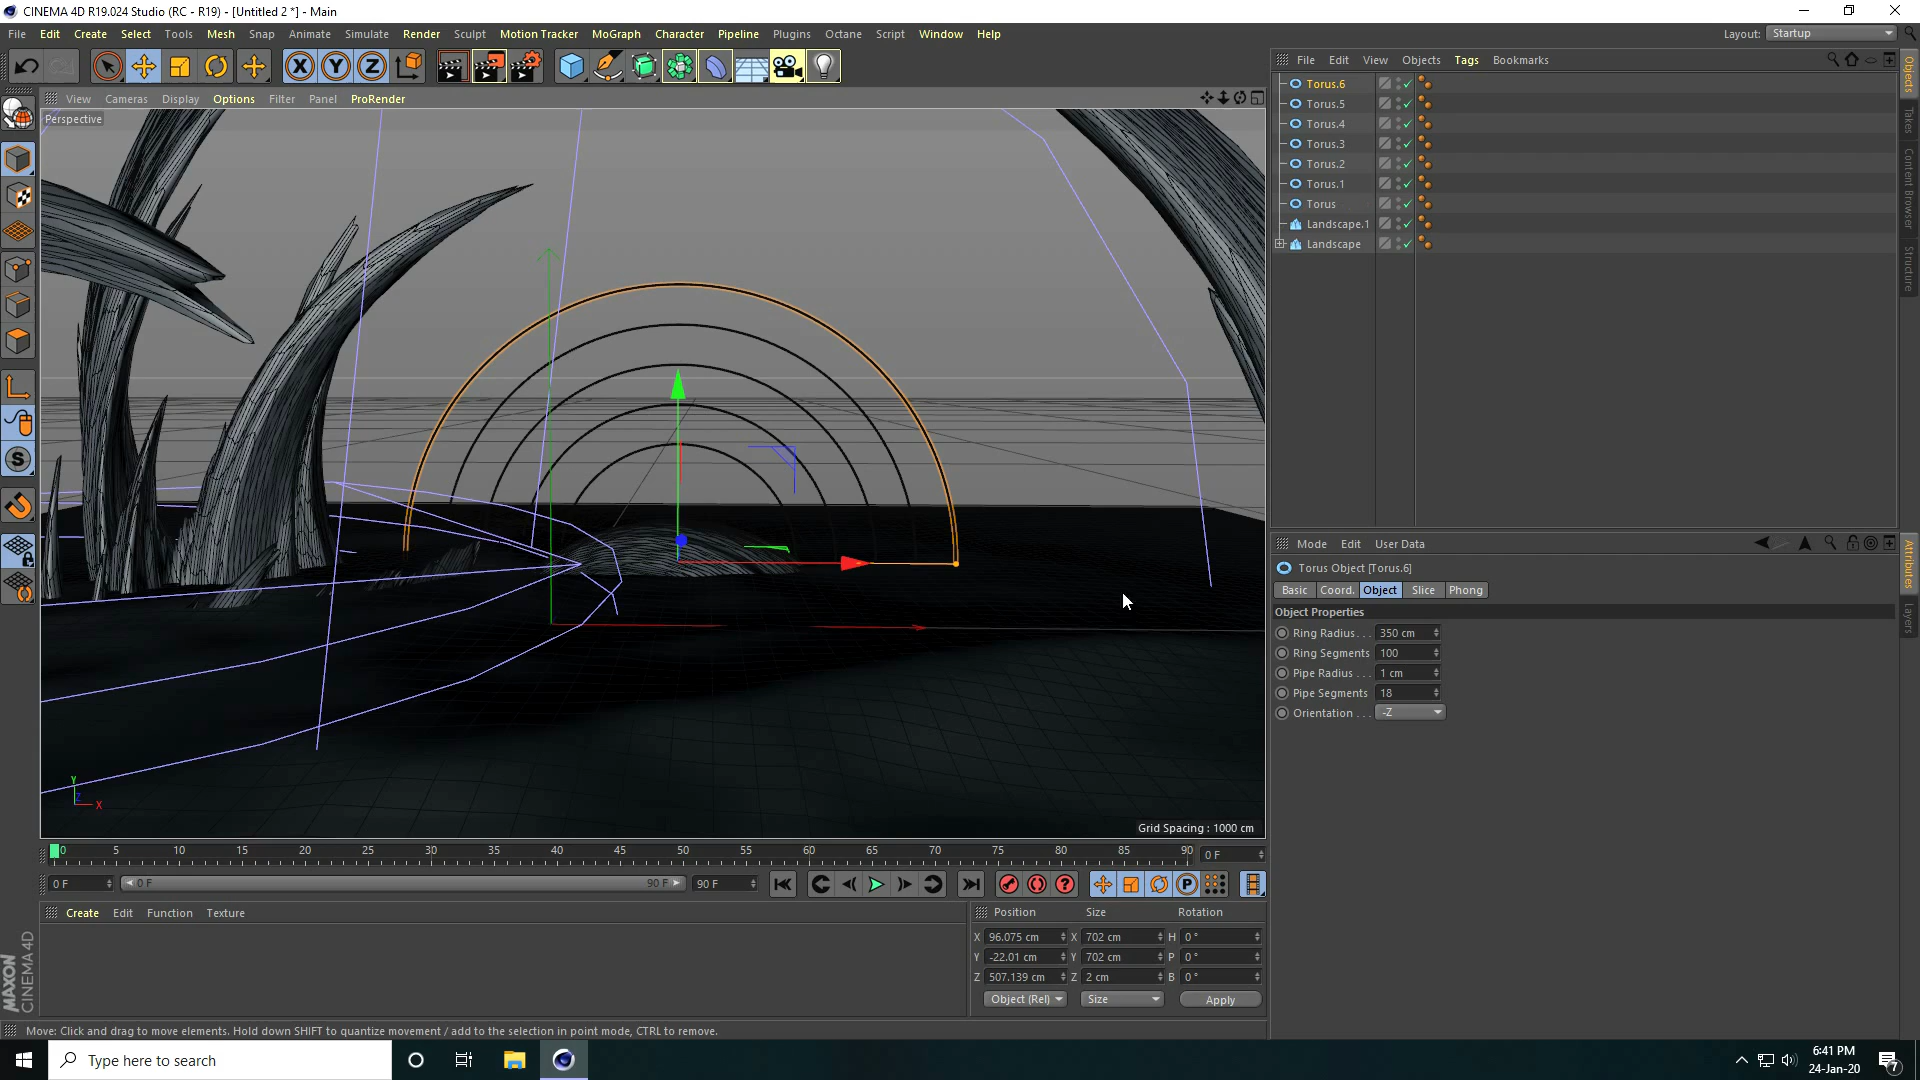 CINEMA 4D R19.024 Studio (RC - R19) - [Untitled 2 *] - Main
File Edit Create Select Tools Mesh Snap Animate Simulate Render Sculpt Motion Tracker MoGraph Character Pipeline Plugins Octane Script Window Help
Layout: Startup
View Cameras Display Options Filter Panel ProRender
Perspective
Grid Spacing : 1000 cm
Y
Z
X
File Edit View Objects Tags Bookmarks
Torus.6
Torus.5
Torus.4
Torus.3
Torus.2
Torus.1
Torus
Landscape.1
Landscape
Objects
Takes
Content Browser
Structure
Mode Edit User Data
Torus Object [Torus.6]
Basic Coord. Object Slice Phong
Object Properties
Ring Radius . . . 350 cm
Ring Segments 100
Pipe Radius . . . 1 cm
Pipe Segments 18
Orientation . . . -Z
Attributes
Layers
0 5 10 15 20 25 30 35 40 45 50 55 60 65 70 75 80 85 90
0 F
0 F 0 F 90 F 90 F
Create Edit Function Texture
Position Size Rotation
X 96.075 cm X 702 cm H 0 °
Y -22.01 cm Y 702 cm P 0 °
Z 507.139 cm Z 2 cm B 0 °
Object (Rel) Size Apply
MAXON
CINEMA 4D
Move: Click and drag to move elements. Hold down SHIFT to quantize movement / add to the selection in point mode, CTRL to remove.
Type here to search
6:41 PM
24-Jan-20
7